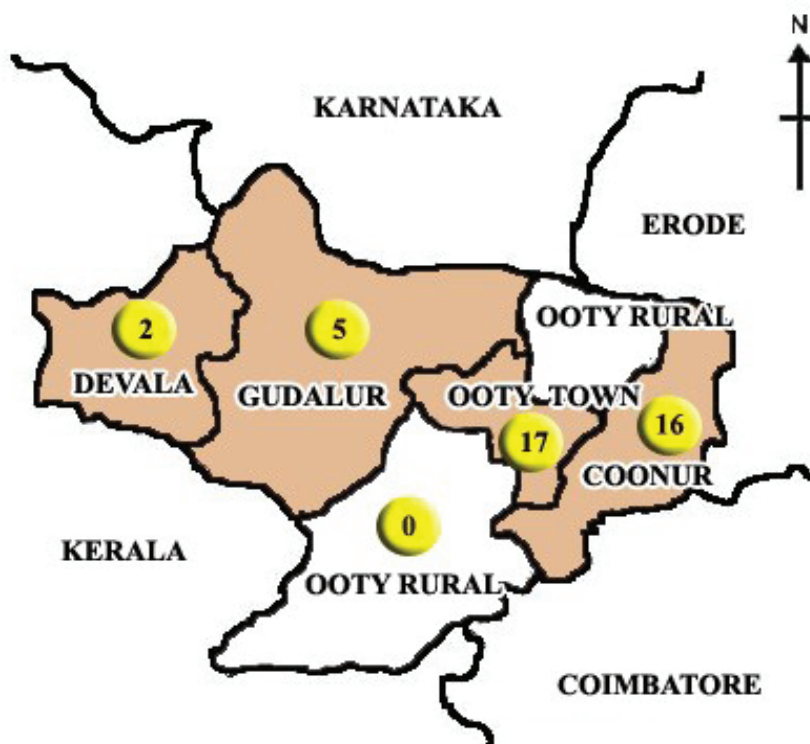 N
KARNATAKA
ERODE
OOTY RURAL
2
5
DEVALA
GUDALUR
OOTY TOWN
16
17
COONUR
0
KERALA
OOTY RURAL
COIMBATORE